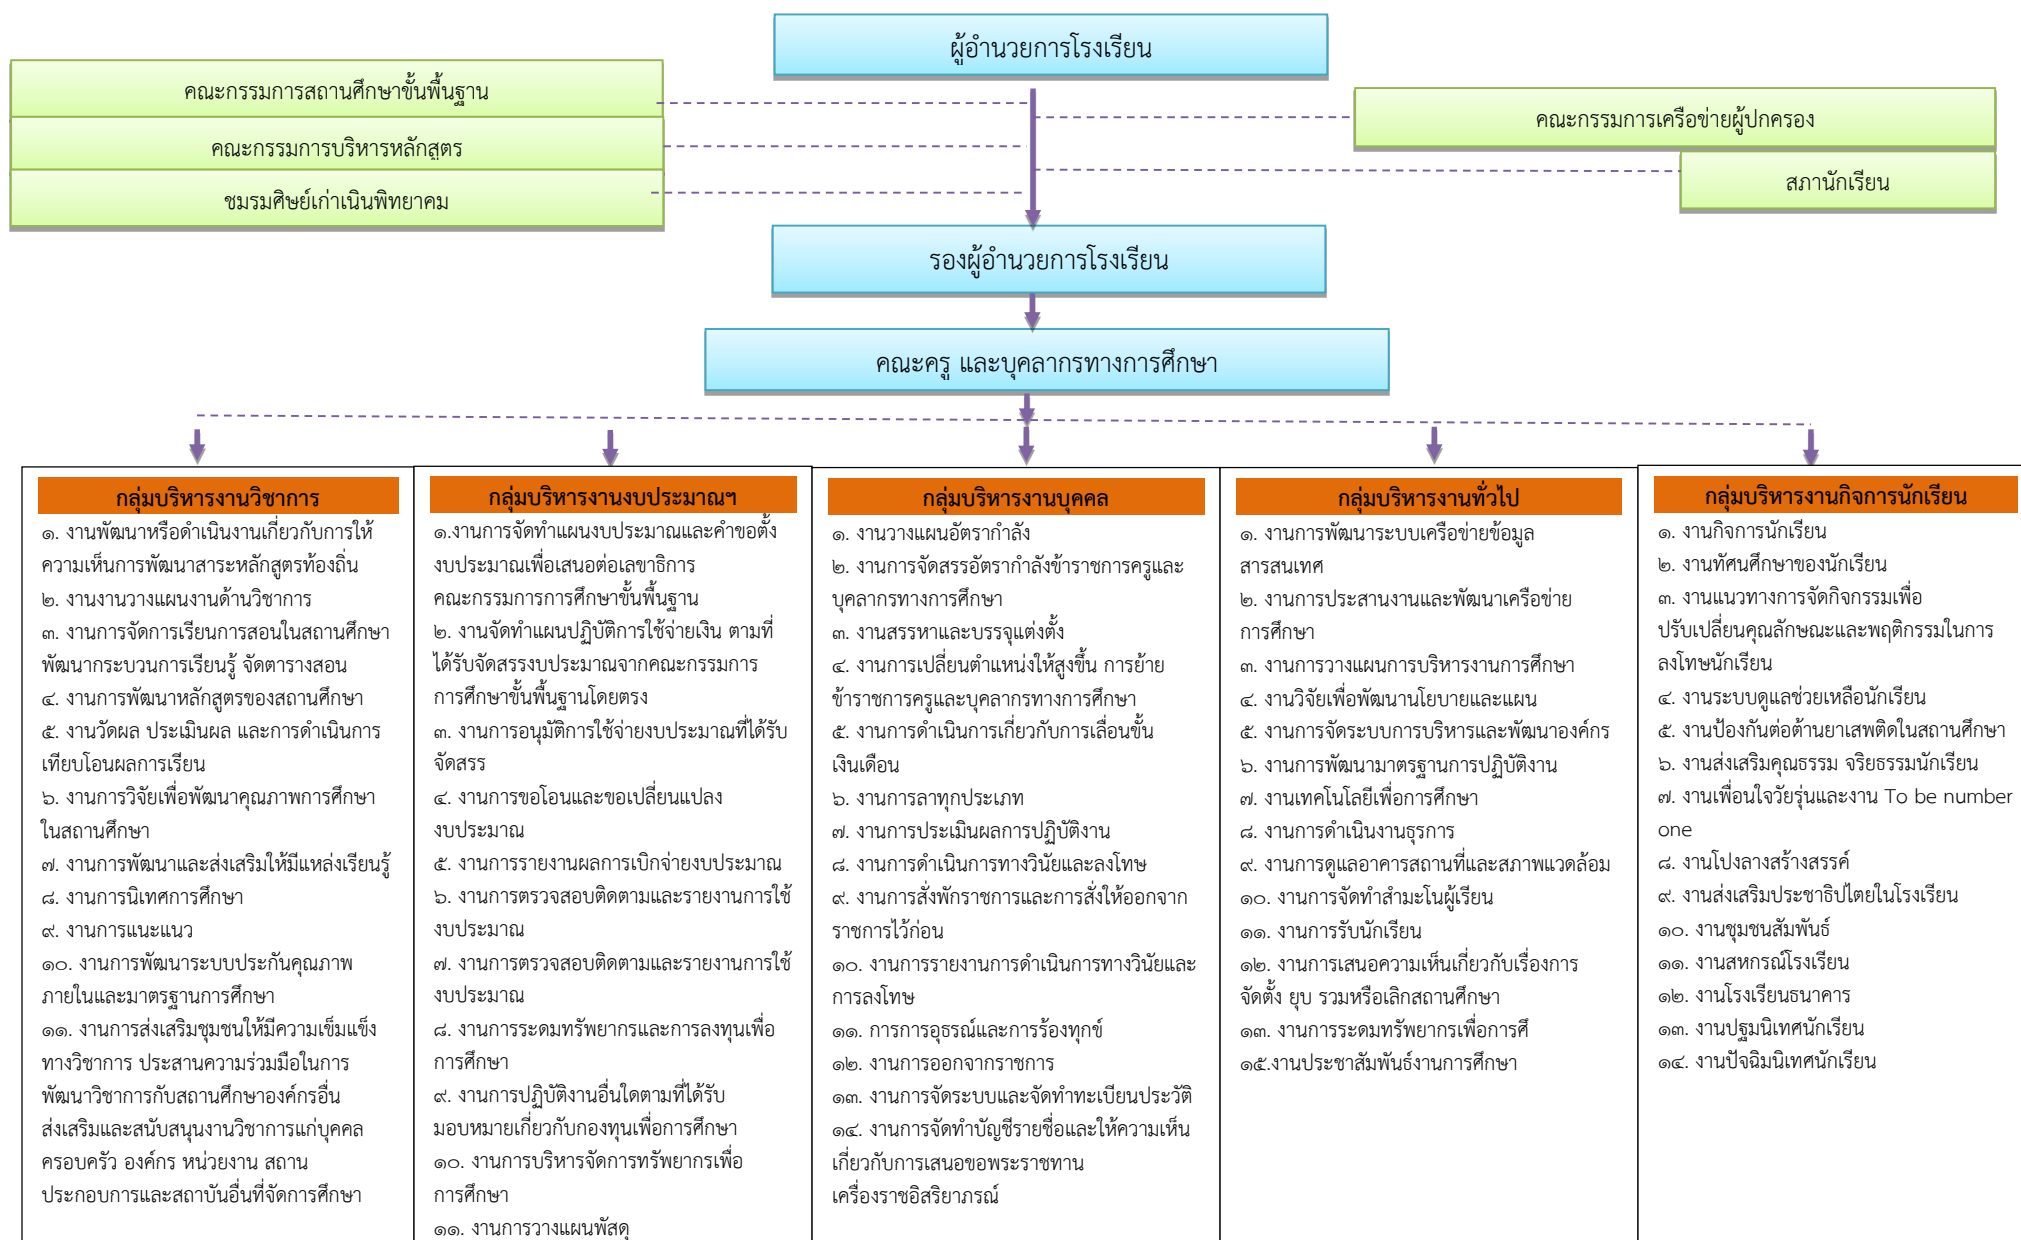 ผู้อำนวยการโรงเรียน
คณะกรรมการสถานศึกษาขั้นพื้นฐาน
คณะกรรมการบริหารหลักสูตร
ชมรมศิษย์เก่าเนินพิทยาคม
คณะกรรมการเครือข่ายผู้ปกครอง
สภานักเรียน
รองผู้อำนวยการโรงเรียน
คณะครู และบุคลากรทางการศึกษา
กลุ่มบริหารงานวิชาการ
๑. งานพัฒนาหรือดำเนินงานเกี่ยวกับการให้
ความเห็นการพัฒนาสาระหลักสูตรท้องถิ่น
๒. งานงานวางแผนงานด้านวิชาการ
๓. งานการจัดการเรียนการสอนในสถานศึกษา
พัฒนากระบวนการเรียนรู้ จัดตารางสอน
๔. งานการพัฒนาหลักสูตรของสถานศึกษา
๕. งานวัดผล ประเมินผล และการดำเนินการ
เทียบโอนผลการเรียน
๖. งานการวิจัยเพื่อพัฒนาคุณภาพการศึกษา
ในสถานศึกษา
๗. งานการพัฒนาและส่งเสริมให้มีแหล่งเรียนรู้
๘. งานการนิเทศการศึกษา
๙. งานการแนะแนว
๑๐. งานการพัฒนาระบบประกันคุณภาพ
ภายในและมาตรฐานการศึกษา
๑๑. งานการส่งเสริมชุมชนให้มีความเข็มแข็ง
ทางวิชาการ ประสานความร่วมมือในการ
พัฒนาวิชาการกับสถานศึกษาองค์กรอื่น
ส่งเสริมและสนับสนุนงานวิชาการแก่บุคคล
ครอบครัว องค์กร หน่วยงาน สถาน
ประกอบการและสถาบันอื่นที่จัดการศึกษา
กลุ่มบริหารงานงบประมาณฯ
๑.งานการจัดทำแผนงบประมาณและคำขอตั้ง
งบประมาณเพื่อเสนอต่อเลขาธิการ
คณะกรรมการการศึกษาขั้นพื้นฐาน
๒. งานจัดทำแผนปฏิบัติการใช้จ่ายเงิน ตามที่
ได้รับจัดสรรงบประมาณจากคณะกรรมการ
การศึกษาขั้นพื้นฐานโดยตรง
๓. งานการอนุมัติการใช้จ่ายงบประมาณที่ได้รับ
จัดสรร
๔. งานการขอโอนและขอเปลี่ยนแปลง
งบประมาณ
๕. งานการรายงานผลการเบิกจ่ายงบประมาณ
๖. งานการตรวจสอบติดตามและรายงานการใช้
งบประมาณ
๗. งานการตรวจสอบติดตามและรายงานการใช้
งบประมาณ
๘. งานการระดมทรัพยากรและการลงทุนเพื่อ
การศึกษา
๙. งานการปฏิบัติงานอื่นใดตามที่ได้รับ
มอบหมายเกี่ยวกับกองทุนเพื่อการศึกษา
๑๐. งานการบริหารจัดการทรัพยากรเพื่อ
การศึกษา
๑๑. งานการวางแผนพัสดุ
กลุ่มบริหารงานบุคคล
๑. งานวางแผนอัตรากำลัง
๒. งานการจัดสรรอัตรากำลังข้าราชการครูและ
บุคลากรทางการศึกษา
๓. งานสรรหาและบรรจุแต่งตั้ง
๔. งานการเปลี่ยนตำแหน่งให้สูงขึ้น การย้าย
ข้าราชการครูและบุคลากรทางการศึกษา
๕. งานการดำเนินการเกี่ยวกับการเลื่อนขั้น
เงินเดือน
๖. งานการลาทุกประเภท
๗. งานการประเมินผลการปฏิบัติงาน
๘. งานการดำเนินการทางวินัยและลงโทษ
๙. งานการสั่งพักราชการและการสั่งให้ออกจาก
ราชการไว้ก่อน
๑๐. งานการรายงานการดำเนินการทางวินัยและ
การลงโทษ
๑๑. การการอุธรณ์และการร้องทุกข์
๑๒. งานการออกจากราชการ
๑๓. งานการจัดระบบและจัดทำทะเบียนประวัติ
๑๔. งานการจัดทำบัญชีรายชื่อและให้ความเห็น
เกี่ยวกับการเสนอขอพระราชทาน
เครื่องราชอิสริยาภรณ์
กลุ่มบริหารงานทั่วไป
๑. งานการพัฒนาระบบเครือข่ายข้อมูล
สารสนเทศ
๒. งานการประสานงานและพัฒนาเครือข่าย
การศึกษา
๓. งานการวางแผนการบริหารงานการศึกษา
๔. งานวิจัยเพื่อพัฒนานโยบายและแผน
๕. งานการจัดระบบการบริหารและพัฒนาองค์กร
๖. งานการพัฒนามาตรฐานการปฏิบัติงาน
๗. งานเทคโนโลยีเพื่อการศึกษา
๘. งานการดำเนินงานธุรการ
๙. งานการดูแลอาคารสถานที่และสภาพแวดล้อม
๑๐. งานการจัดทำสำมะโนผู้เรียน
๑๑. งานการรับนักเรียน
๑๒. งานการเสนอความเห็นเกี่ยวกับเรื่องการ
จัดตั้ง ยุบ รวมหรือเลิกสถานศึกษา
๑๓. งานการระดมทรัพยากรเพื่อการศึ
๑๕.งานประชาสัมพันธ์งานการศึกษา
กลุ่มบริหารงานกิจการนักเรียน
๑. งานกิจการนักเรียน
๒. งานทัศนศึกษาของนักเรียน
๓. งานแนวทางการจัดกิจกรรมเพื่อ
ปรับเปลี่ยนคุณลักษณะและพฤติกรรมในการ
ลงโทษนักเรียน
๔. งานระบบดูแลช่วยเหลือนักเรียน
๕. งานป้องกันต่อต้านยาเสพติดในสถานศึกษา
๖. งานส่งเสริมคุณธรรม จริยธรรมนักเรียน
๗. งานเพื่อนใจวัยรุ่นและงาน To be number
one
๘. งานโปงลางสร้างสรรค์
๙. งานส่งเสริมประชาธิปไตยในโรงเรียน
๑๐. งานชุมชนสัมพันธ์
๑๑. งานสหกรณ์โรงเรียน
๑๒. งานโรงเรียนธนาคาร
๑๓. งานปฐมนิเทศนักเรียน
๑๔. งานปัจฉิมนิเทศนักเรียน